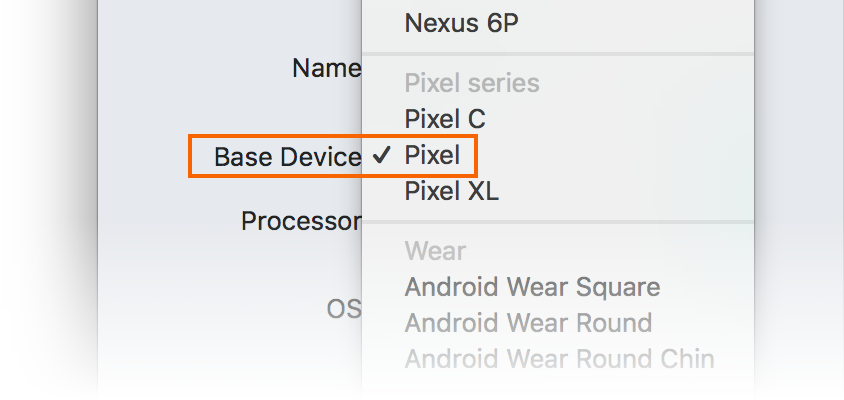 Nexus 6P
Name
Pixel series
Pixel C
Base Device ✓ Pixel
Pixel XL
Processor
Wear
Android Wear Square
OS
Android Wear Round
Android Wear Round Chin